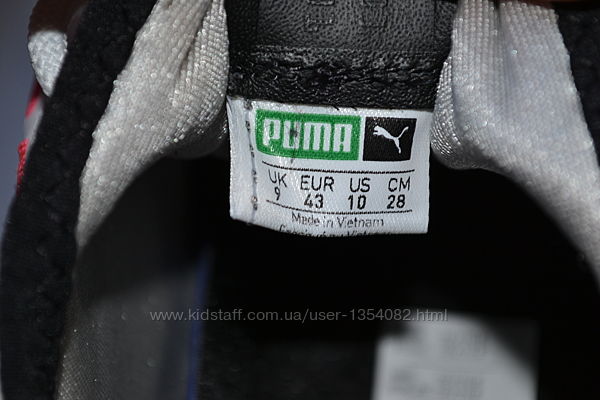 PUMA
UK EUR US CM
9 43 10 28
Made in Vietnam
www.kidstaff.com.ua/user-1354082.html